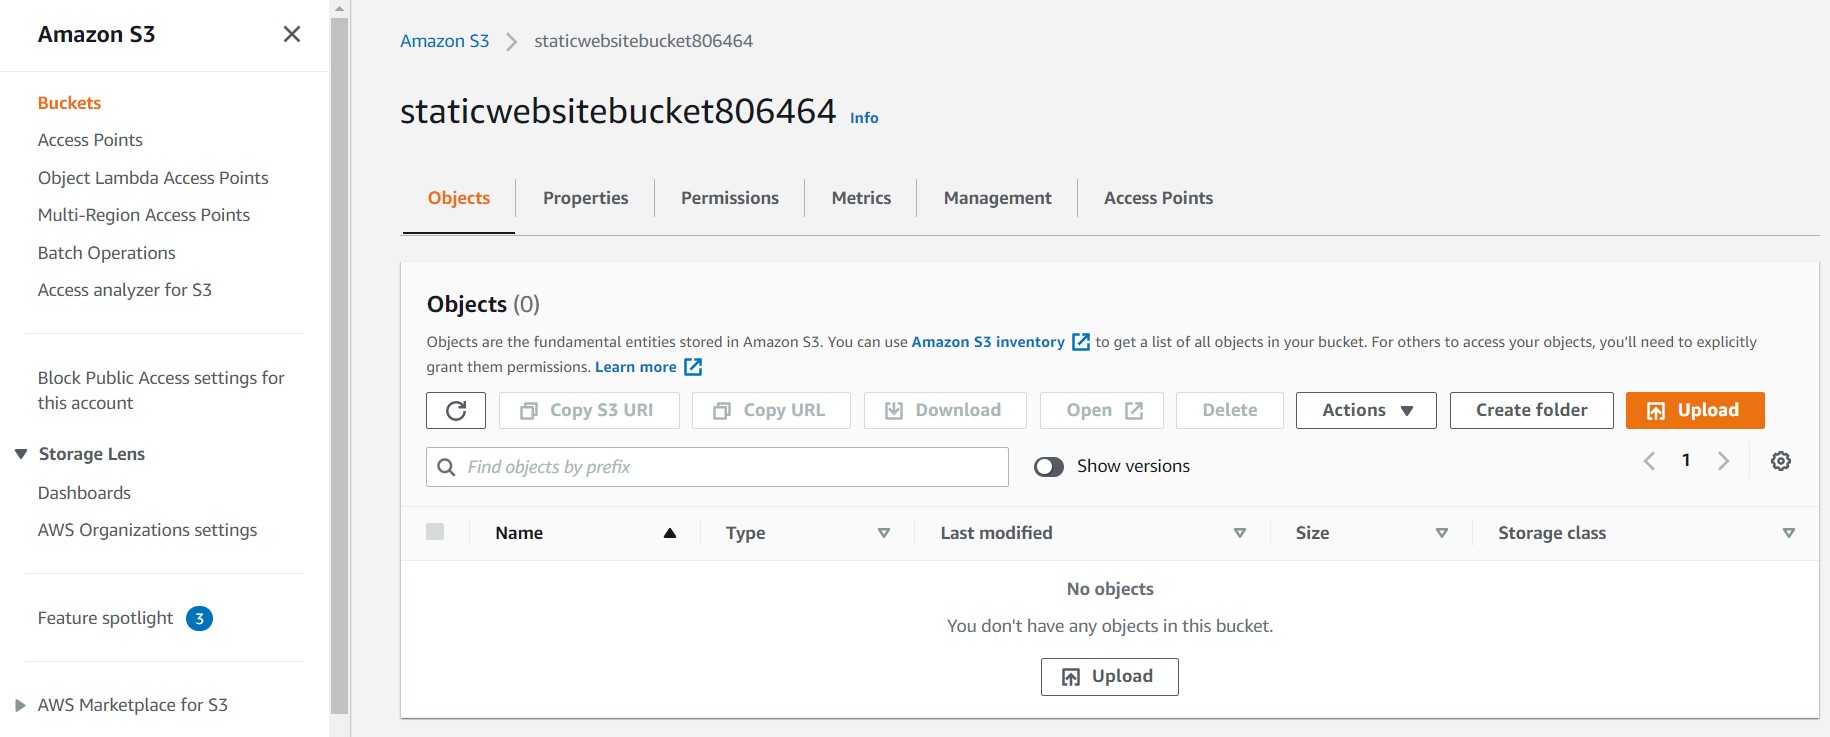 Amazon S3
Buckets
Access Points
Object Lambda Access Points
Multi-Region Access Points
Batch Operations
Access analyzer for S3
Block Public Access settings for
this account
Storage Lens
Dashboards
AWS Organizations settings
Feature spotlight 3
AWS Marketplace for S3
Amazon S3 staticwebsitebucket806464
staticwebsitebucket806464 Info
Objects Properties Permissions Metrics Management Access Points
Objects (0)
Objects are the fundamental entities stored in Amazon S3. You can use Amazon S3 inventory to get a list of all objects in your bucket. For others to access your objects, you'll need to explicitly
grant them permissions. Learn more
Copy S3 URI Copy URL Download Open Delete Actions Create folder Upload
Find objects by prefix Show versions 1
Name Type Last modified Size Storage class
No objects
You don't have any objects in this bucket.
Upload